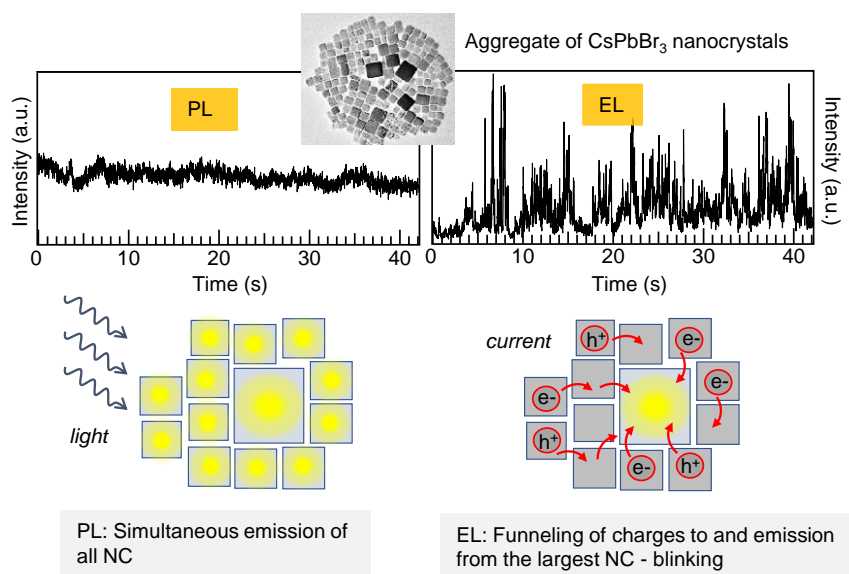 Aggregate of CsPbBr₃ nanocrystals
PL
Intensity (a.u.)
0 10 20 30 40
Time (s)
EL
Intensity (a.u.)
0 10 20 30 40
Time (s)
light
PL: Simultaneous emission of
all NC
current
h⁺
e-
e-
e-
h⁺
e-
h⁺
EL: Funneling of charges to and emission
from the largest NC - blinking